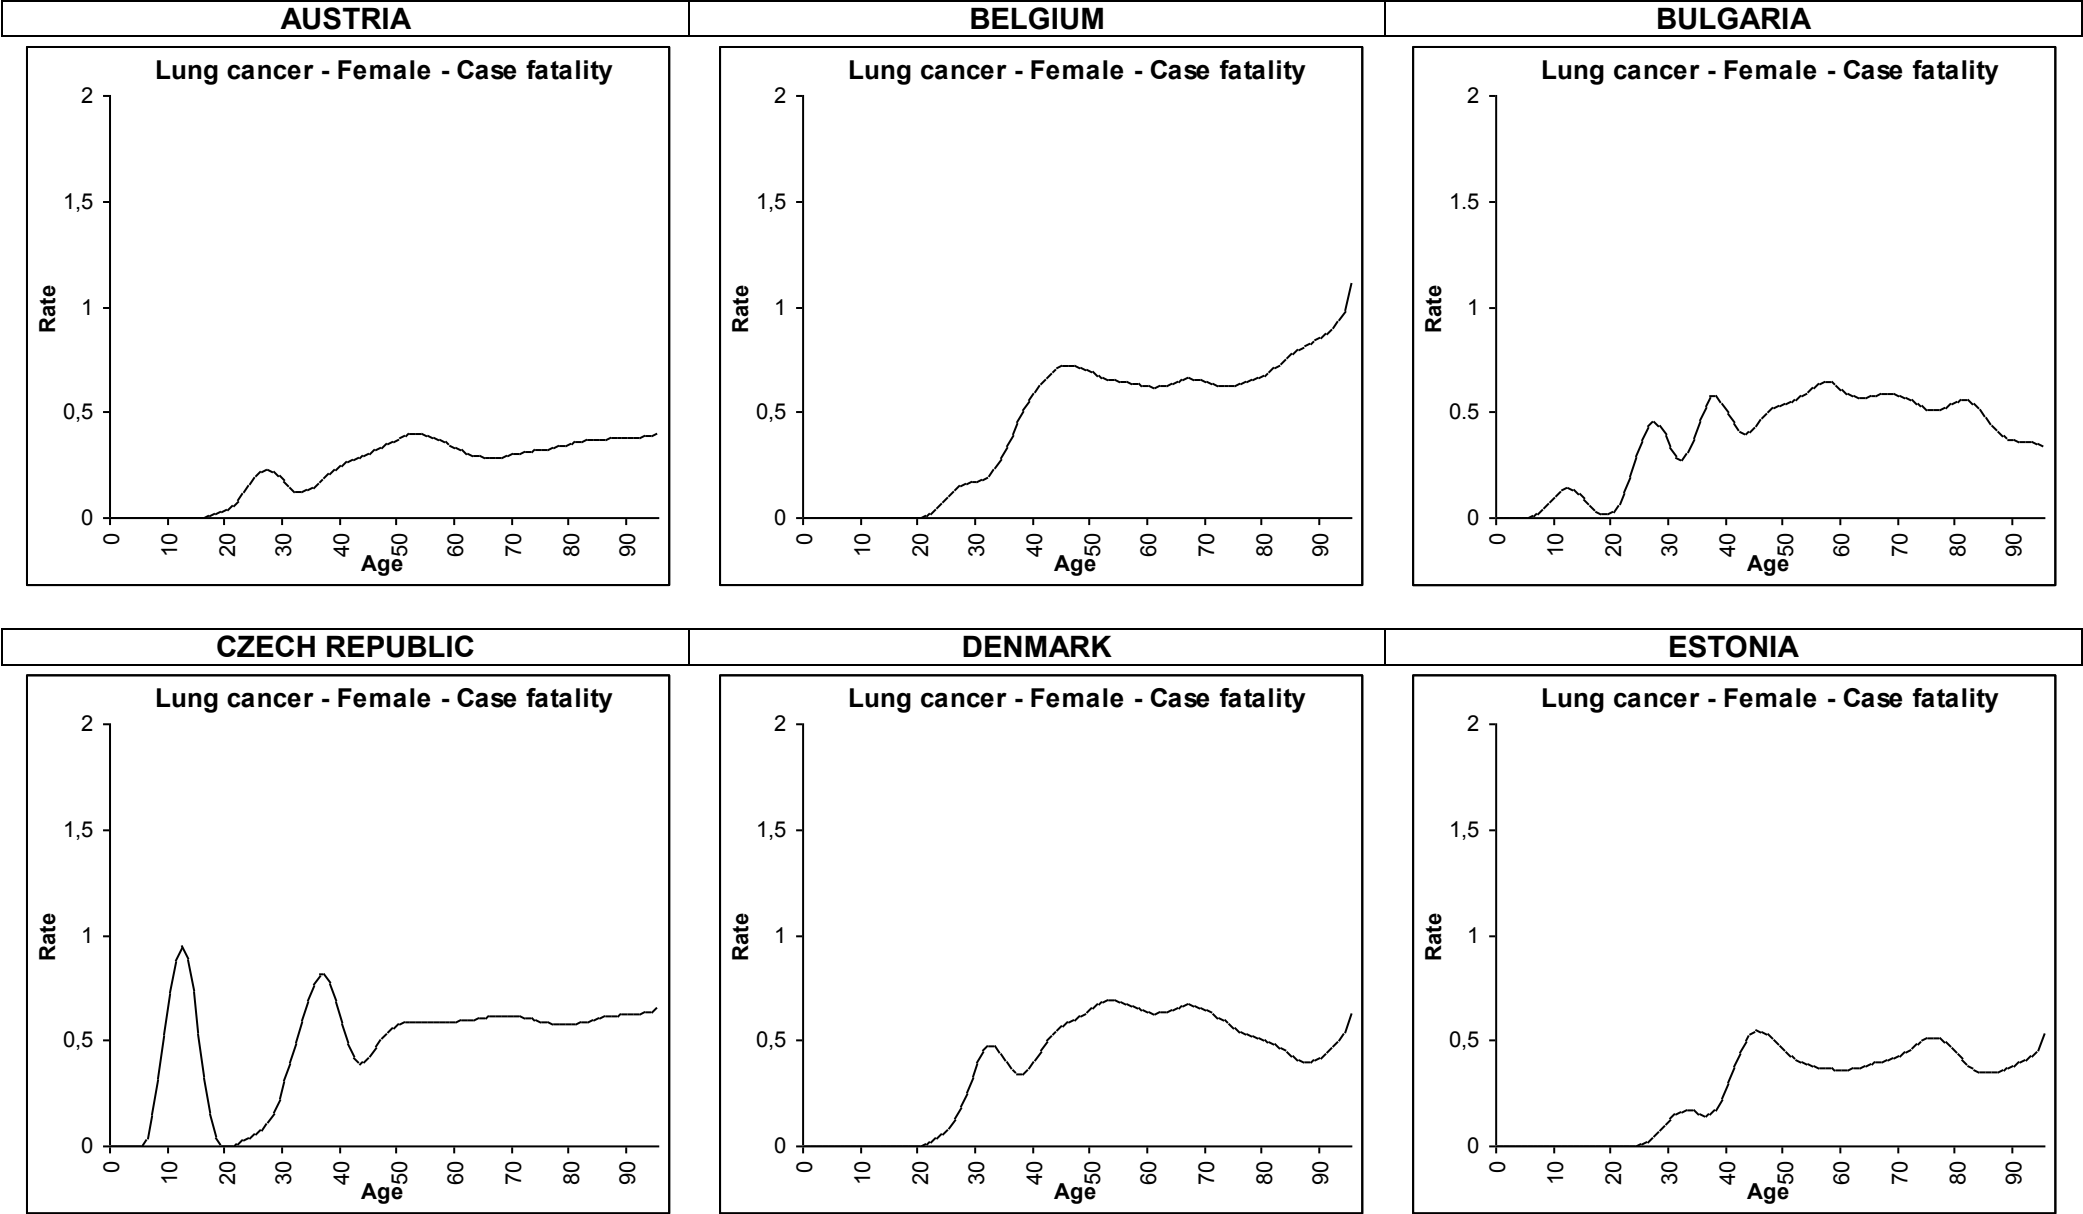 AUSTRIA BELGIUM BULGARIA
Lung cancer - Female - Case fatality
2
1,5
1
0,5
0
Rate
0 10 20 30 40 50 60 70 80 90
Age
Lung cancer - Female - Case fatality
2
1,5
1
0,5
0
Rate
0 10 20 30 40 50 60 70 80 90
Age
Lung cancer - Female - Case fatality
2
1.5
1
0.5
0
Rate
0 10 20 30 40 50 60 70 80 90
Age
CZECH REPUBLIC DENMARK ESTONIA
Lung cancer - Female - Case fatality
2
1,5
1
0,5
0
Rate
0 10 20 30 40 50 60 70 80 90
Age
Lung cancer - Female - Case fatality
2
1,5
1
0,5
0
Rate
0 10 20 30 40 50 60 70 80 90
Age
Lung cancer - Female - Case fatality
2
1,5
1
0,5
0
Rate
0 10 20 30 40 50 60 70 80 90
Age